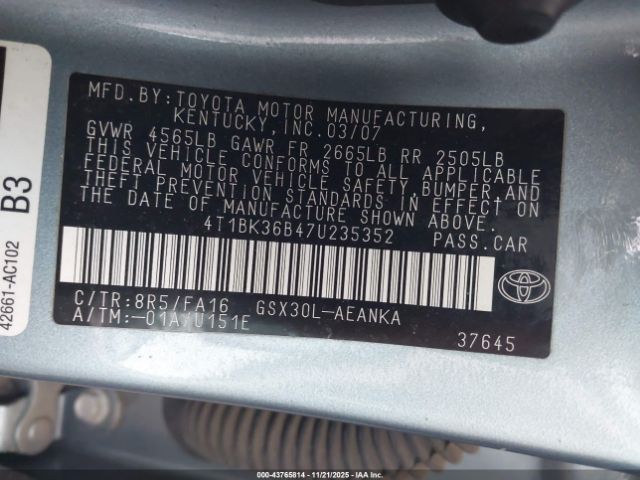 MFD.BY:TOYOTA MOTOR MANUFACTURING,
KENTUCKY,INC.03/07
GVWR 4565LB GAWR FR 2665LB RR 2505LB
THIS VEHICLE CONFORMS TO ALL APPLICABLE
FEDERAL MOTOR VEHICLE SAFETY,BUMPER,AND
THEFT PREVENTION STANDARDS IN EFFECT ON
THE DATE OF MANUFACTURE SHOWN ABOVE.
4T1BK36B47U235352 PASS.CAR
C/TR:8R5/FA16 GSX30L-AEANKA
A/TM:-01A/U151E
37645
TOYOTA
B3
42661-AC102
000-43765814 - 11/21/2025 - IAAI, Inc.